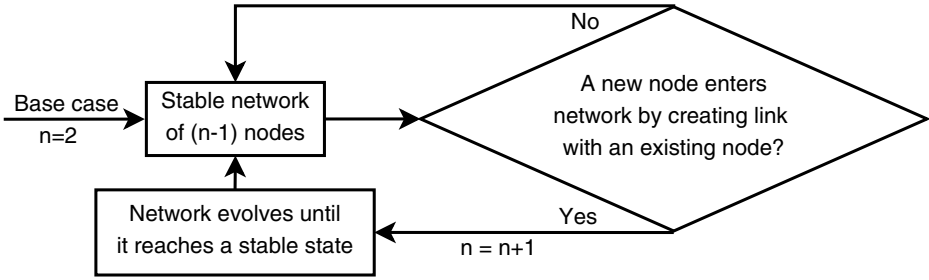 No
Base case
n=2
Stable network
of (n-1) nodes
A new node enters
network by creating link
with an existing node?
Network evolves until
it reaches a stable state
Yes
n = n+1